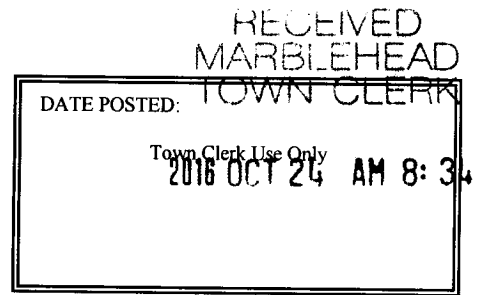 RECEIVED
MARBLEHEAD
TOWN CLERK
DATE POSTED:
Town Clerk Use Only
2016 OCT 24 AM 8: 34